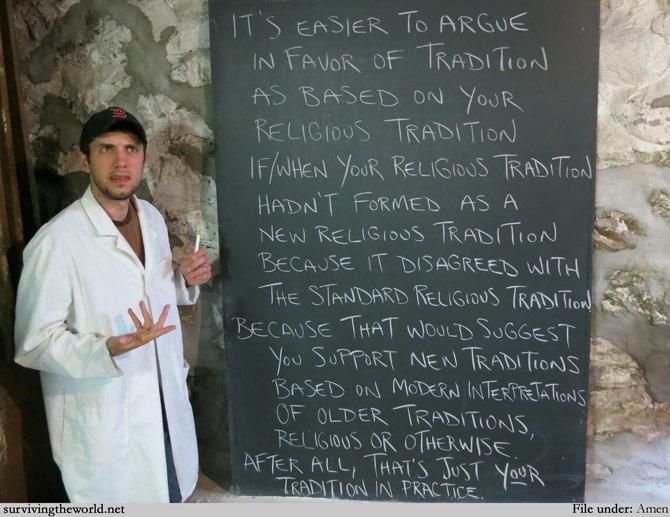 IT'S EASIER TO ARGUE
IN FAVOR OF TRADITION
AS BASED ON YOUR
RELIGIOUS TRADITION
IF/WHEN YOUR RELIGIOUS TRADITION
HADN'T FORMED AS A
NEW RELIGIOUS TRADITION
BECAUSE IT DISAGREED WITH
THE STANDARD RELIGIOUS TRADITION
BECAUSE THAT WOULD SUGGEST
YOU SUPPORT NEW TRADITIONS
BASED ON MODERN INTERPRETATIONS
OF OLDER TRADITIONS,
RELIGIOUS OR OTHERWISE.
AFTER ALL, THAT'S JUST YOUR
TRADITION IN PRACTICE.
survivingtheworld.net File under: Amen